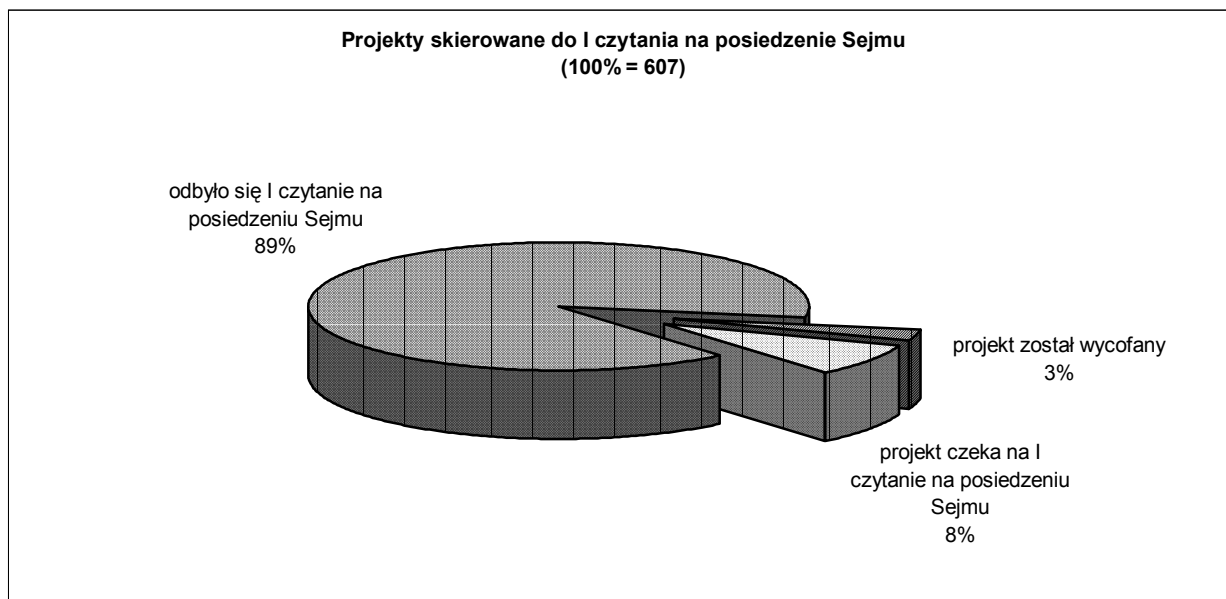 Projekty skierowane do I czytania na posiedzenie Sejmu
(100% = 607)
odbyło się I czytanie na
posiedzeniu Sejmu
89%
projekt został wycofany
3%
projekt czeka na I
czytanie na posiedzeniu
Sejmu
8%